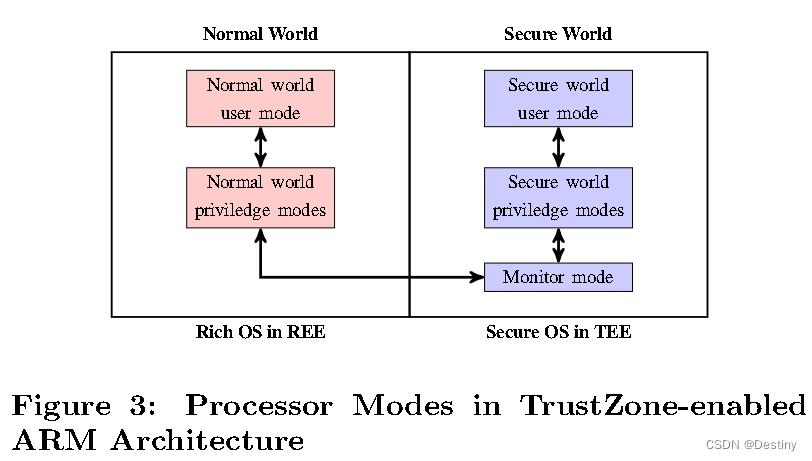 Normal World
Secure World
Normal world
user mode
Secure world
user mode
Normal world
priviledge modes
Secure world
priviledge modes
Monitor mode
Rich OS in REE
Secure OS in TEE
Figure 3: Processor Modes in TrustZone-enabled
ARM Architecture
CSDN @Destiny